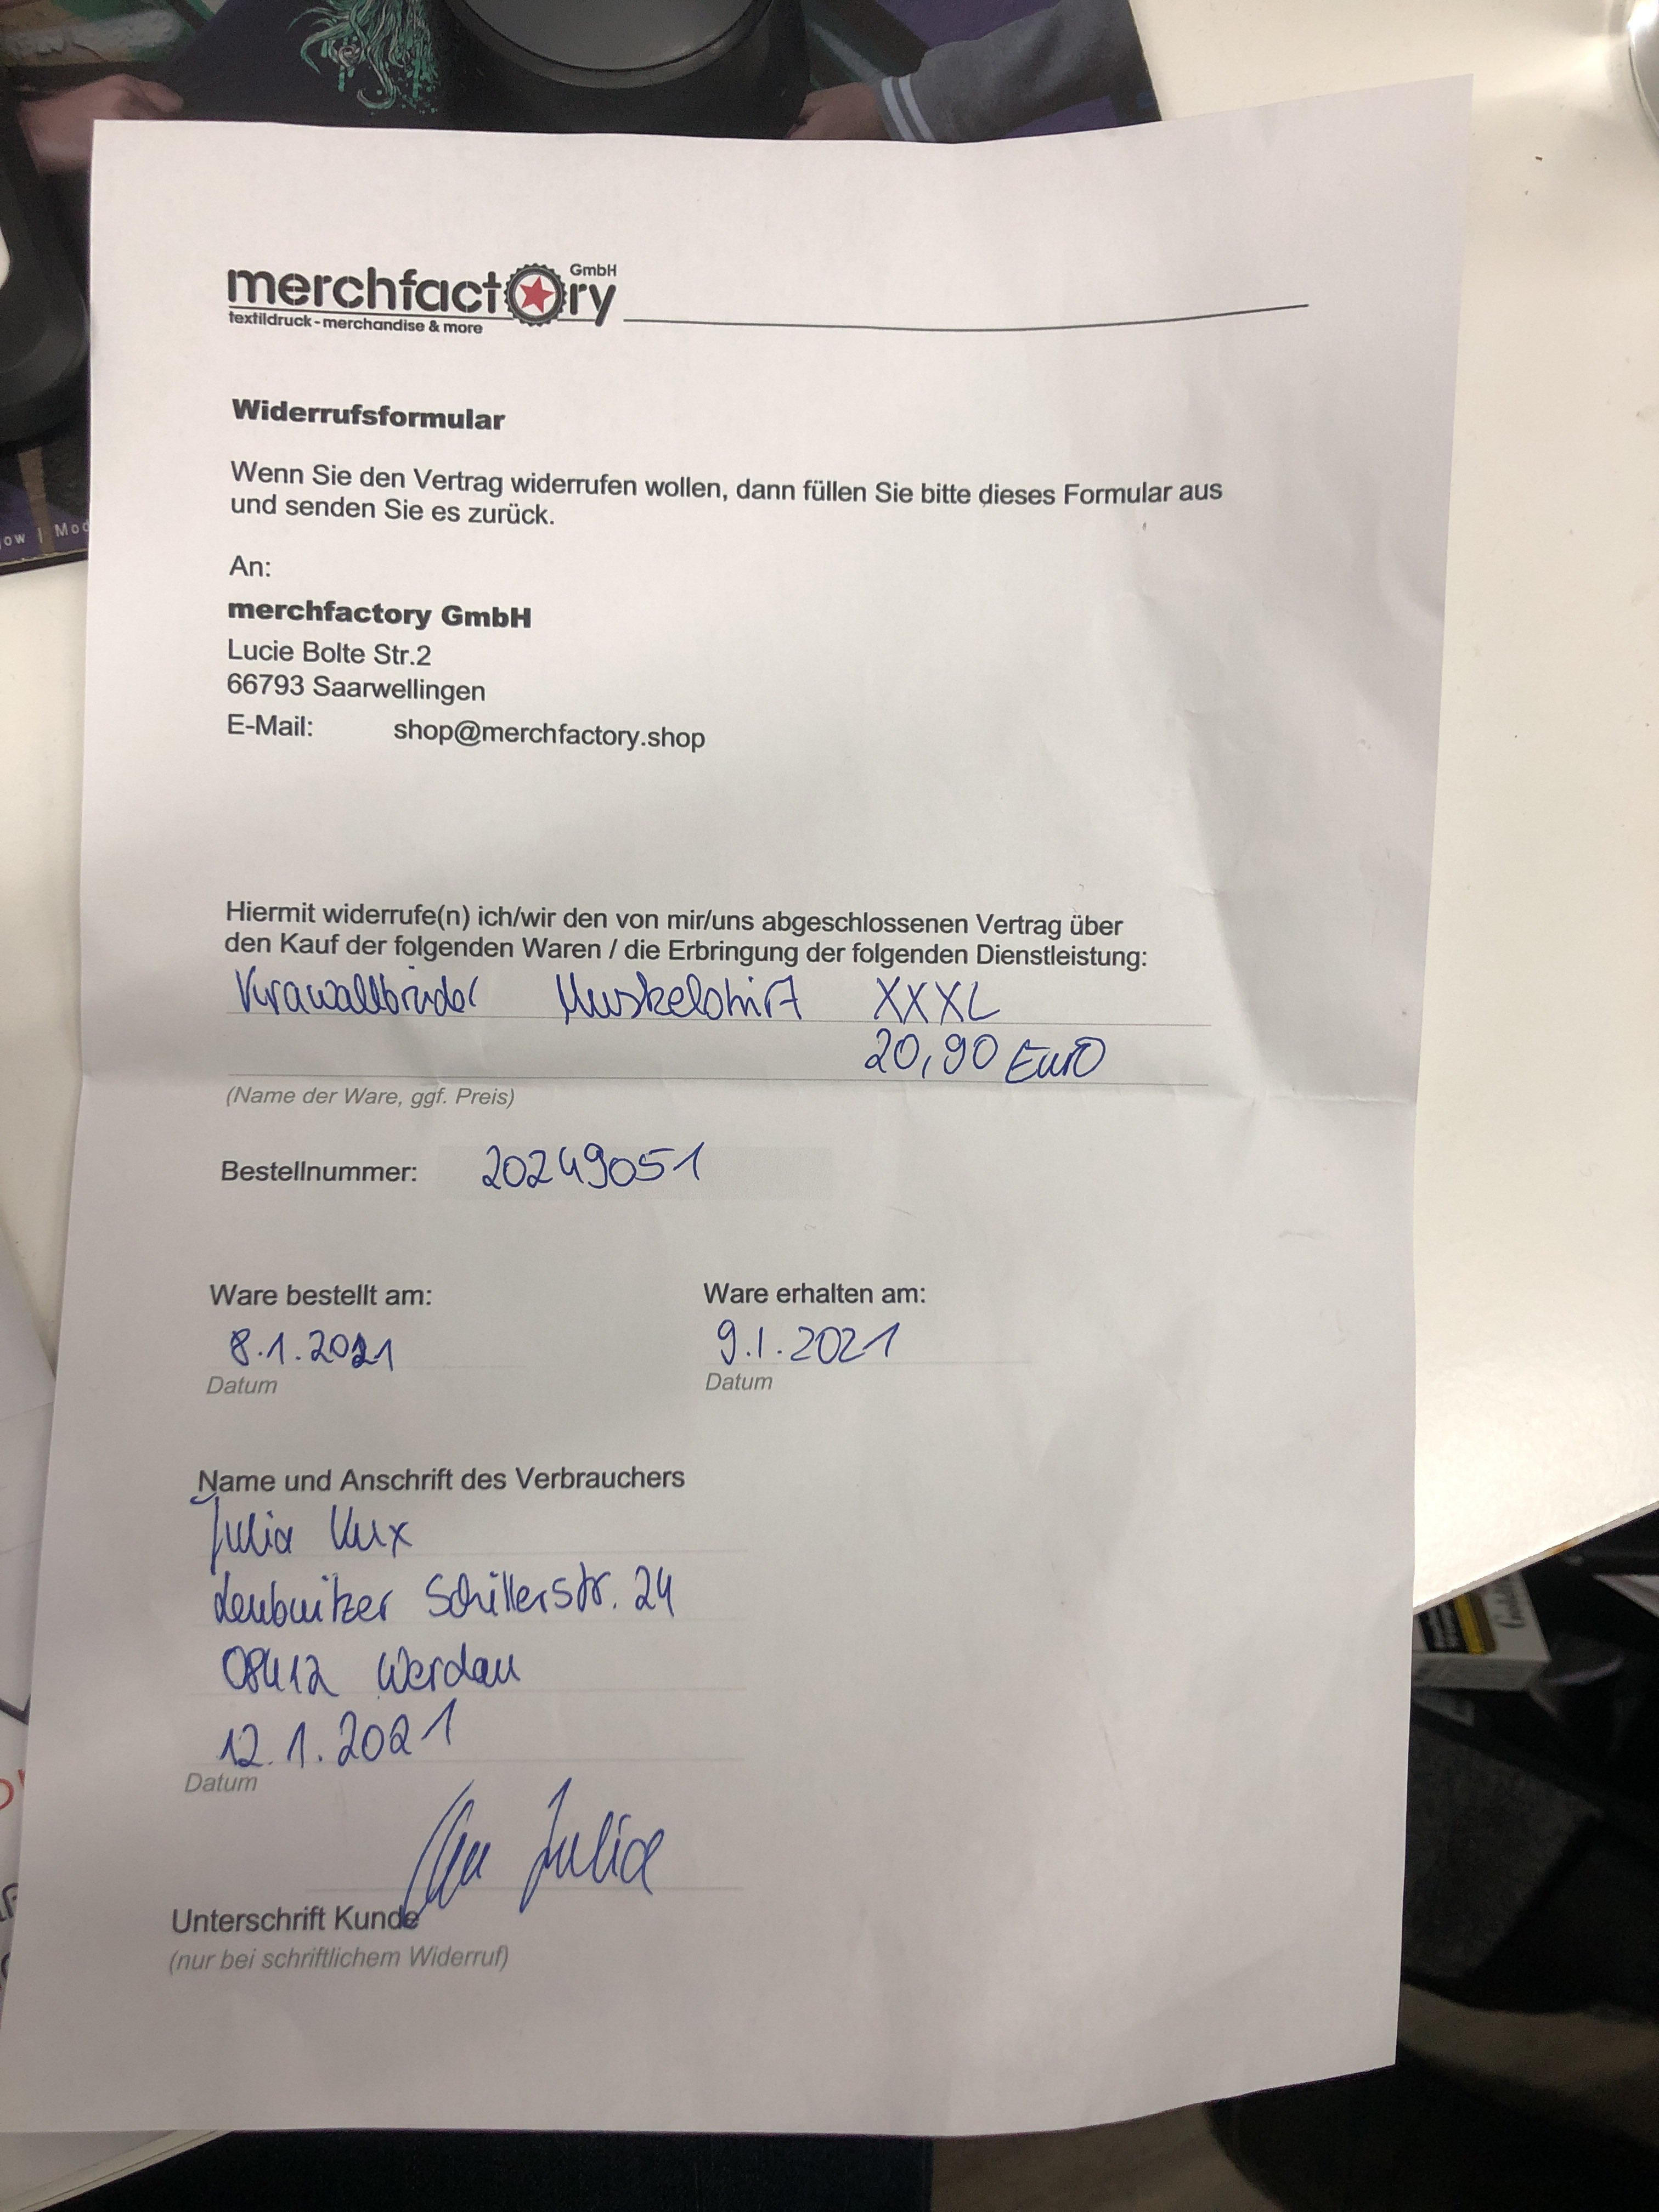 merchfactory GmbH
textildruck - merchandise & more
Widerrufsformular
Wenn Sie den Vertrag widerrufen wollen, dann füllen Sie bitte dieses Formular aus
und senden Sie es zurück.
An:
merchfactory GmbH
Lucie Bolte Str.2
66793 Saarwellingen
E-Mail: shop@merchfactory.shop
Hiermit widerrufe(n) ich/wir den von mir/uns abgeschlossenen Vertrag über
den Kauf der folgenden Waren / die Erbringung der folgenden Dienstleistung:
Krawallbrüder Muskelshirt XXXL
20,90 Euro
(Name der Ware, ggf. Preis)
Bestellnummer: 20249051
Ware bestellt am: Ware erhalten am:
8.1.2021 9.1.2021
Datum Datum
Name und Anschrift des Verbrauchers
Julia Kux
Leubnitzer Schillerstr. 24
08412 Werdau
12.1.2021
Datum
Julia
Unterschrift Kunde
(nur bei schriftlichem Widerruf)